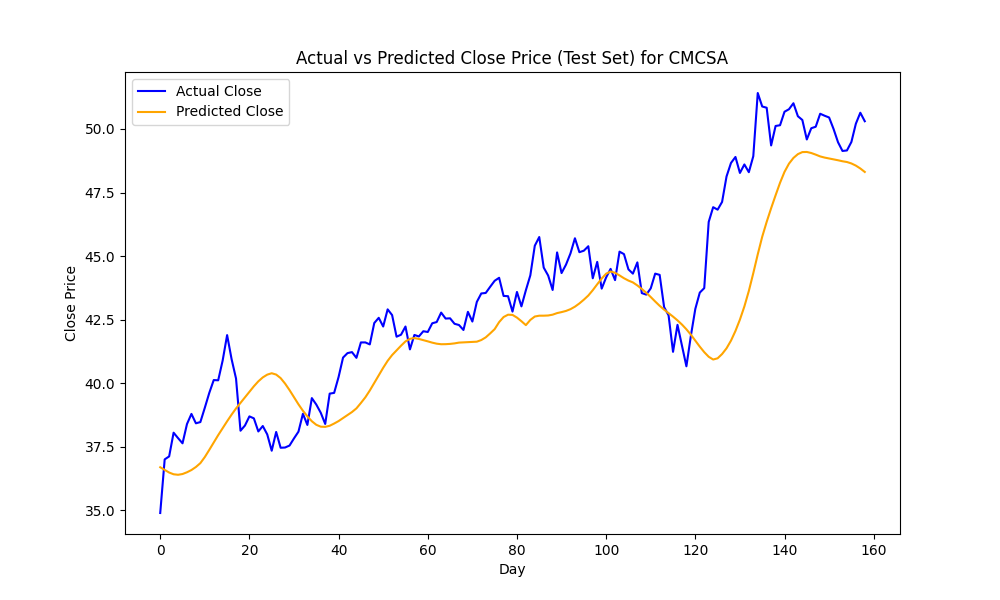 Actual vs Predicted Close Price (Test Set) for CMCSA
Actual Close
Predicted Close
Close Price
50.0
47.5
45.0
42.5
40.0
37.5
35.0
0 20 40 60 80 100 120 140 160
Day